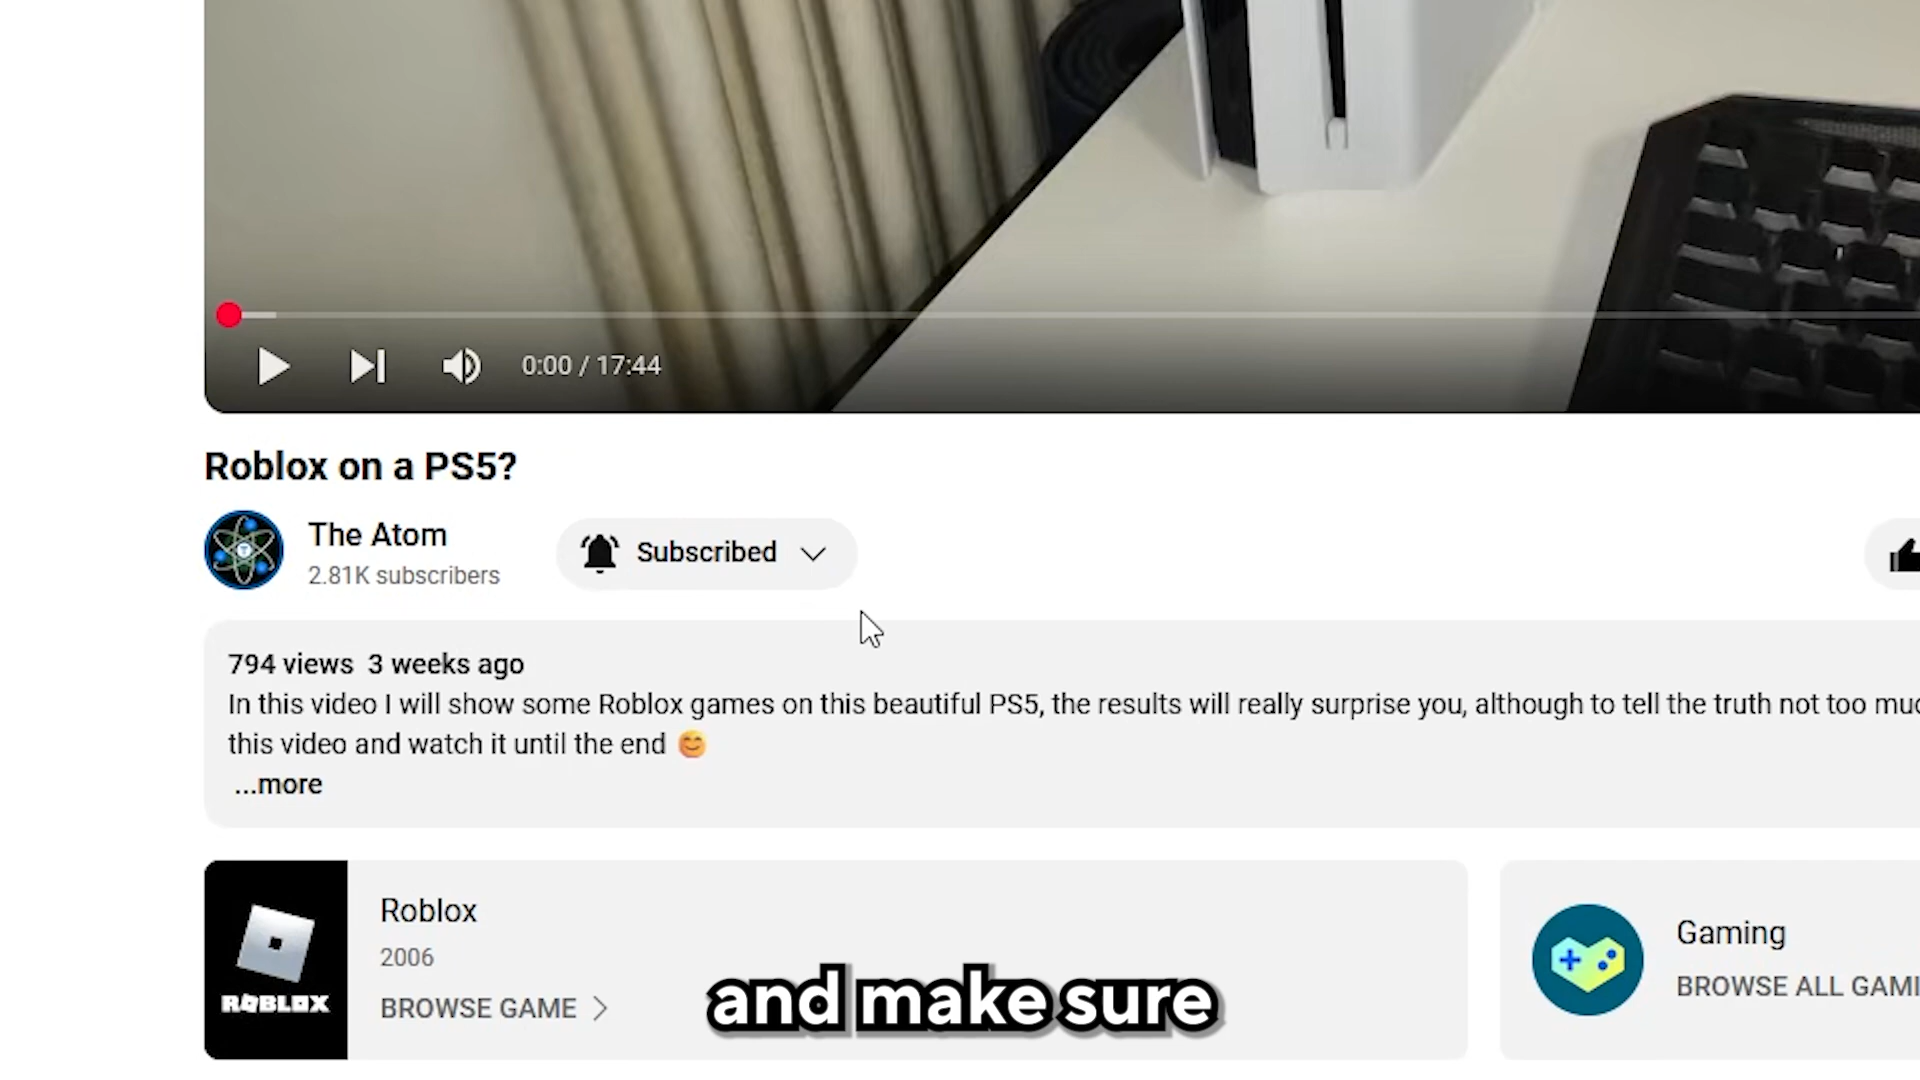 0:00 / 17:44
Roblox on a PS5?
The Atom
2.81K subscribers
Subscribed
794 views 3 weeks ago
In this video I will show some Roblox games on this beautiful PS5, the results will really surprise you, although to tell the truth not too
this video and watch it until the end 😊
...more
Roblox
2006
BROWSE GAME
ROBLOX
Gaming
BROWSE ALL
and make sure